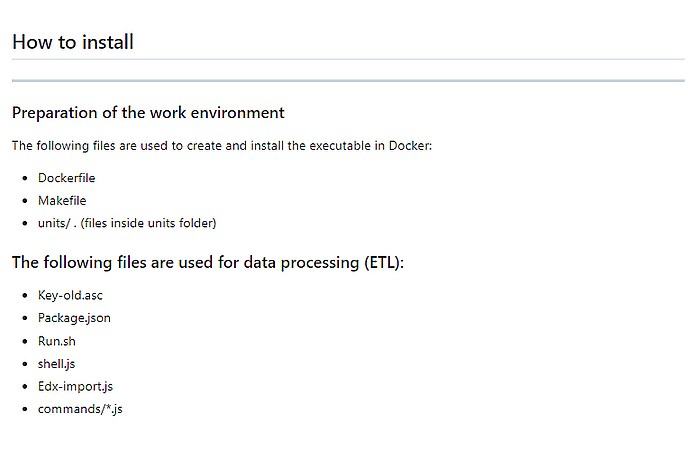 How to install
Preparation of the work environment
The following files are used to create and install the executable in Docker:
• Dockerfile
• Makefile
• units/ . (files inside units folder)
The following files are used for data processing (ETL):
• Key-old.asc
• Package.json
• Run.sh
• shell.js
• Edx-import.js
• commands/*.js